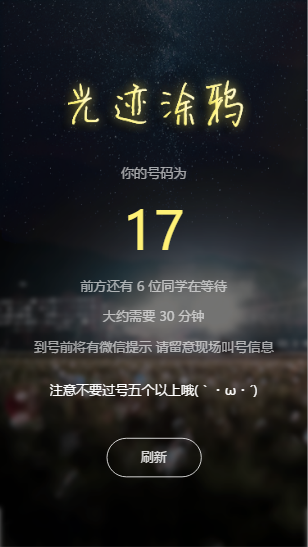 光迹涂鸦
你的号码为
17
前方还有 6 位同学在等待
大约需要 30 分钟
到号前将有微信提示 请留意现场叫号信息
注意不要过号五个以上哦(｀・ω・´)
刷新